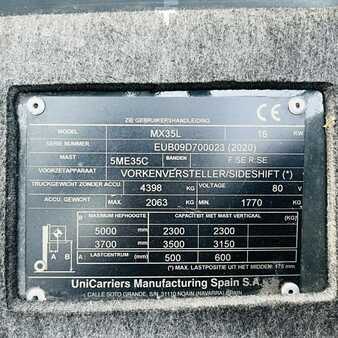 ZIE GEBRUIKERSHANDLEIDING
CE
MODEL MX35L 16 KW
SERIE NUMMER EUB09D700023 (2020)
MAST 5ME35C BANDEN F.SE R.SE
VOORZETAPPARAAT VORKENVERSTELLER/SIDESHIFT (*)
TRUCKGEWICHT ZONDER ACCU. 4398 KG VOLTAGE 80 V
ACCU. GEWICHT MAX. 2063 KG MIN. 1770 KG
B MAXIMUM HEFHOOGTE CAPACITEIT MET MAST VERTICAAL (KG)
5000 mm 2300 2300
3700 mm 3500 3150
A LASTCENTRUM (mm) 500 600
A B
(*) MAX. LASTPOSITIE UIT HET MIDDEN: 175 mm
UniCarriers Manufacturing Spain S.A.
CALLE SOTO GRANDE, S/N, 31110 NOAIN (NAVARRA) SPAIN